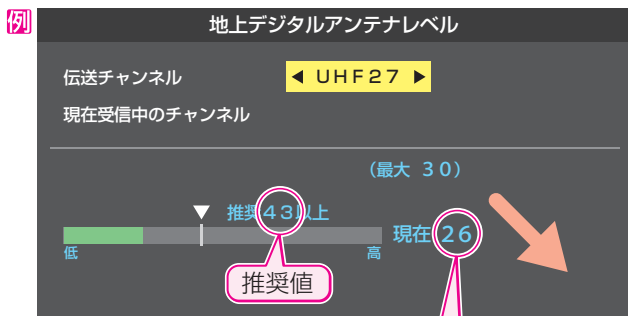 例
地上デジタルアンテナレベル
伝送チャンネル
◀ UHF27 ▶
現在受信中のチャンネル
(最大 30)
推奨43以上
現在 26
低
高
推奨値